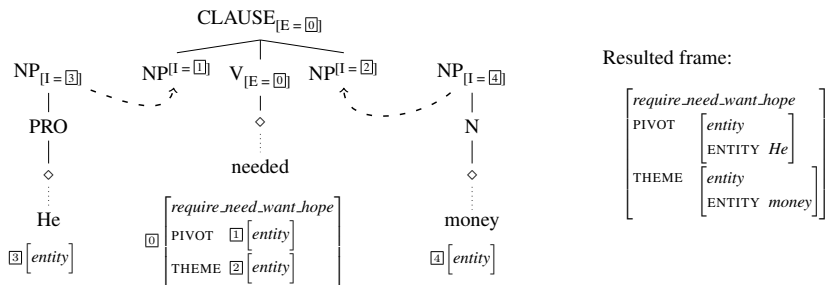 CLAUSE[E = 0]
NP[I = 3] NP[I = 1] V[E = 0] NP[I = 2] NP[I = 4]
PRO N
needed
He money
3 [entity]
0 [require_need_want_hope
PIVOT 1 [entity]
THEME 2 [entity]]
4 [entity]
Resulted frame:
[require_need_want_hope
PIVOT [entity
ENTITY He]
THEME [entity
ENTITY money]]